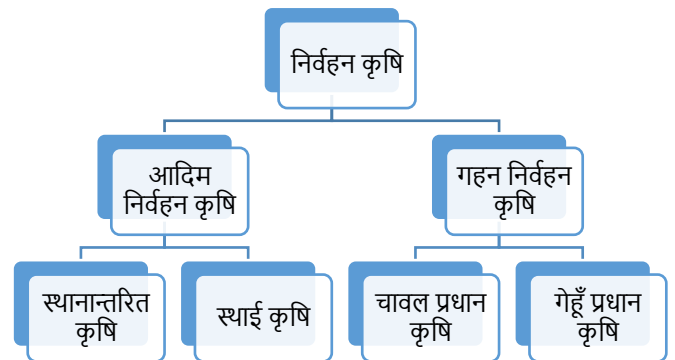 निर्वहन कृषि
आदिम
निर्वहन कृषि
गहन निर्वहन
कृषि
स्थानान्तरित
कृषि
स्थाई कृषि
चावल प्रधान
कृषि
गेहूँ प्रधान
कृषि